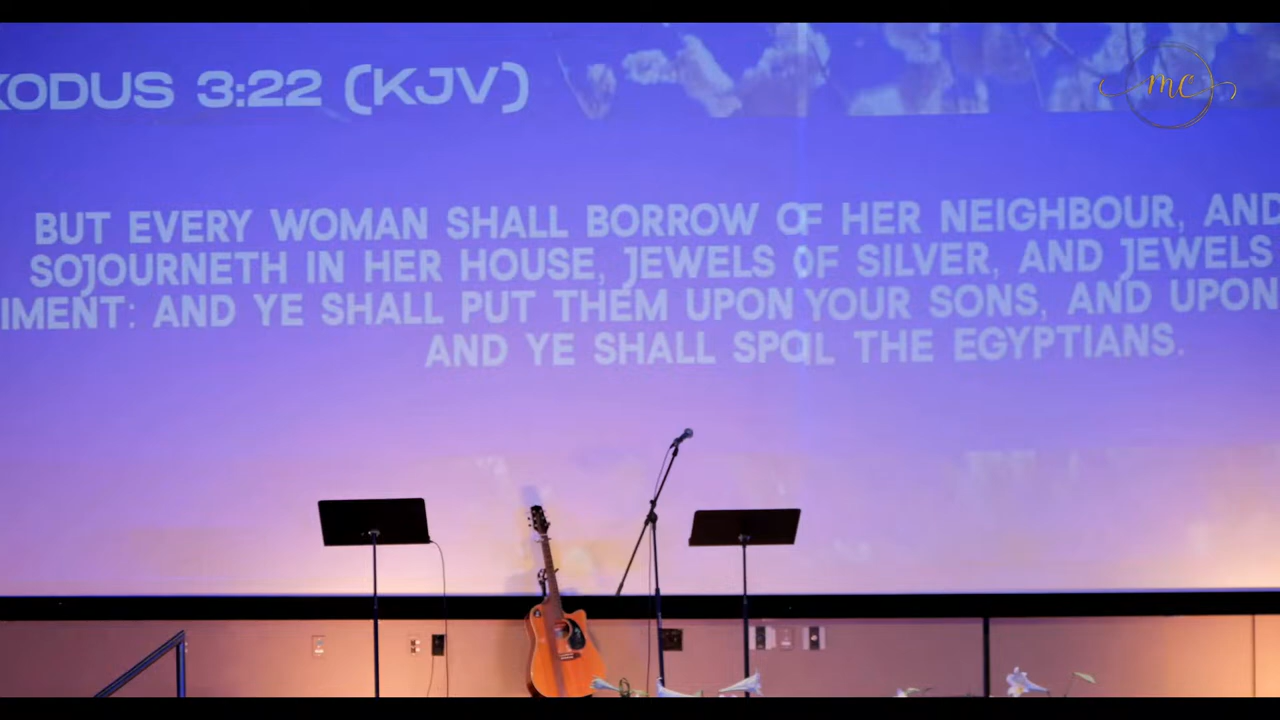 XODUS 3:22 (KJV)
mc
BUT EVERY WOMAN SHALL BORROW OF HER NEIGHBOUR, AND
SOJOURNETH IN HER HOUSE, JEWELS OF SILVER, AND JEWELS
IMENT: AND YE SHALL PUT THEM UPON YOUR SONS, AND UPON
AND YE SHALL SPOIL THE EGYPTIANS.